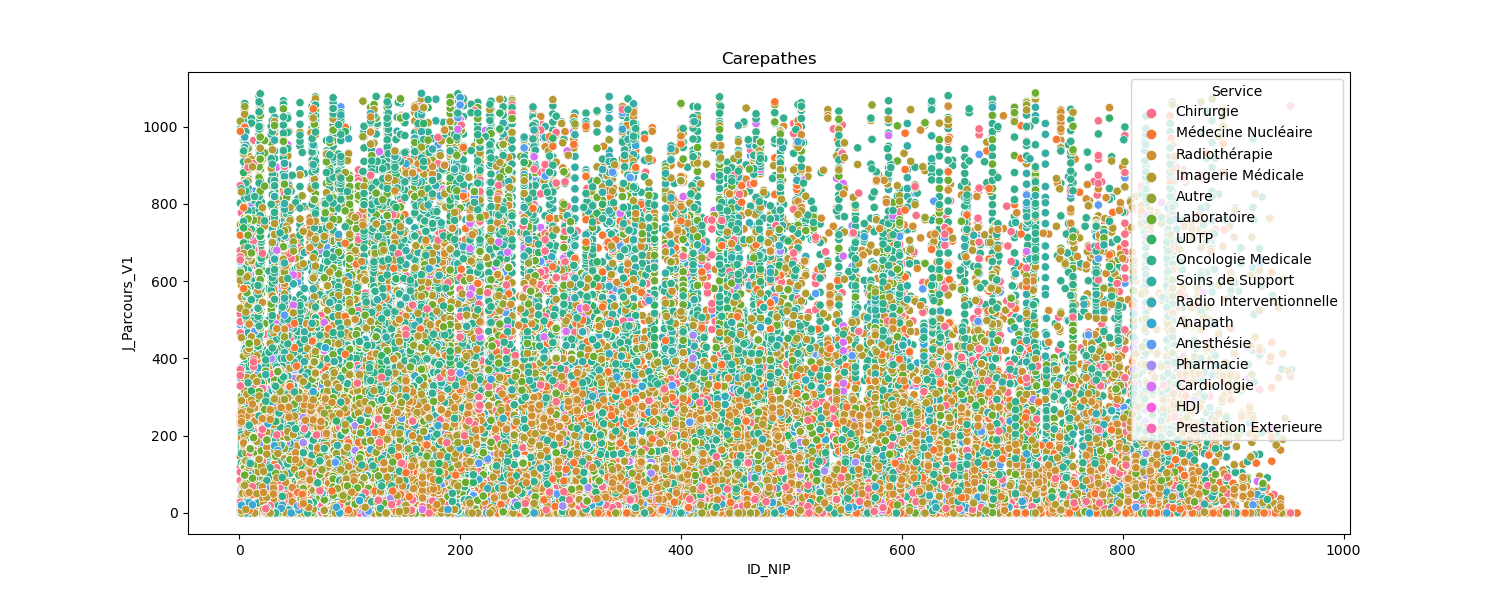 Carepathes
Service
Chirurgie
Médecine Nucléaire
Radiothérapie
Imagerie Médicale
Autre
Laboratoire
UDTP
Oncologie Medicale
Soins de Support
Radio Interventionnelle
Anapath
Anesthésie
Pharmacie
Cardiologie
HDJ
Prestation Exterieure
J_Parcours_V1
1000
800
600
400
200
0
0 200 400 600 800 1000
ID_NIP